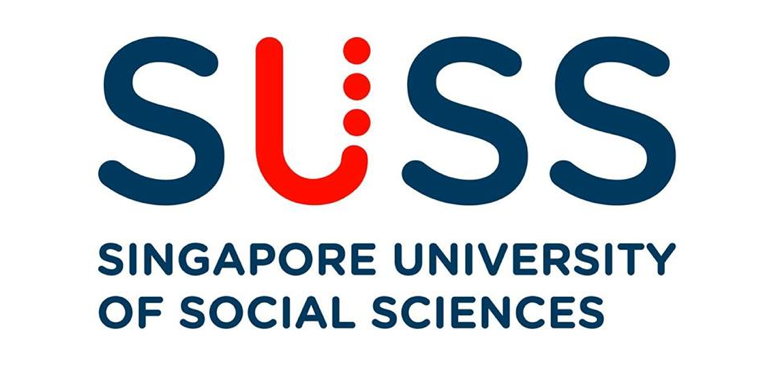 SUSS
SINGAPORE UNIVERSITY
OF SOCIAL SCIENCES